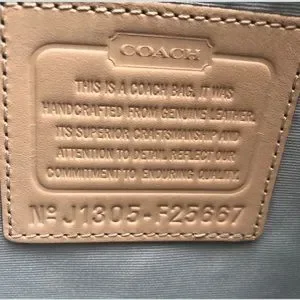 COACH
THIS IS A COACH BAG. IT WAS
HANDCRAFTED FROM GENUINE LEATHER.
ITS SUPERIOR CRAFTSMANSHIP AND
ATTENTION TO DETAIL REFLECT OUR
COMMITMENT TO ENDURING QUALITY.
Nº J1305-F25667